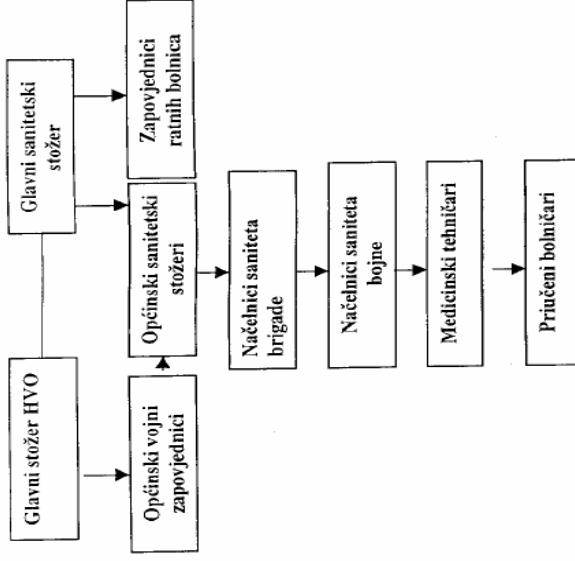 Glavni stožer HVO
Glavni sanitetski
stožer
Općinski vojni
zapovjednici
Općinski sanitetski
stožeri
Zapovjednici
ratnih bolnica
Načelnici saniteta
brigade
Načelnici saniteta
bojne
Medicinski tehničari
Priučeni bolničari